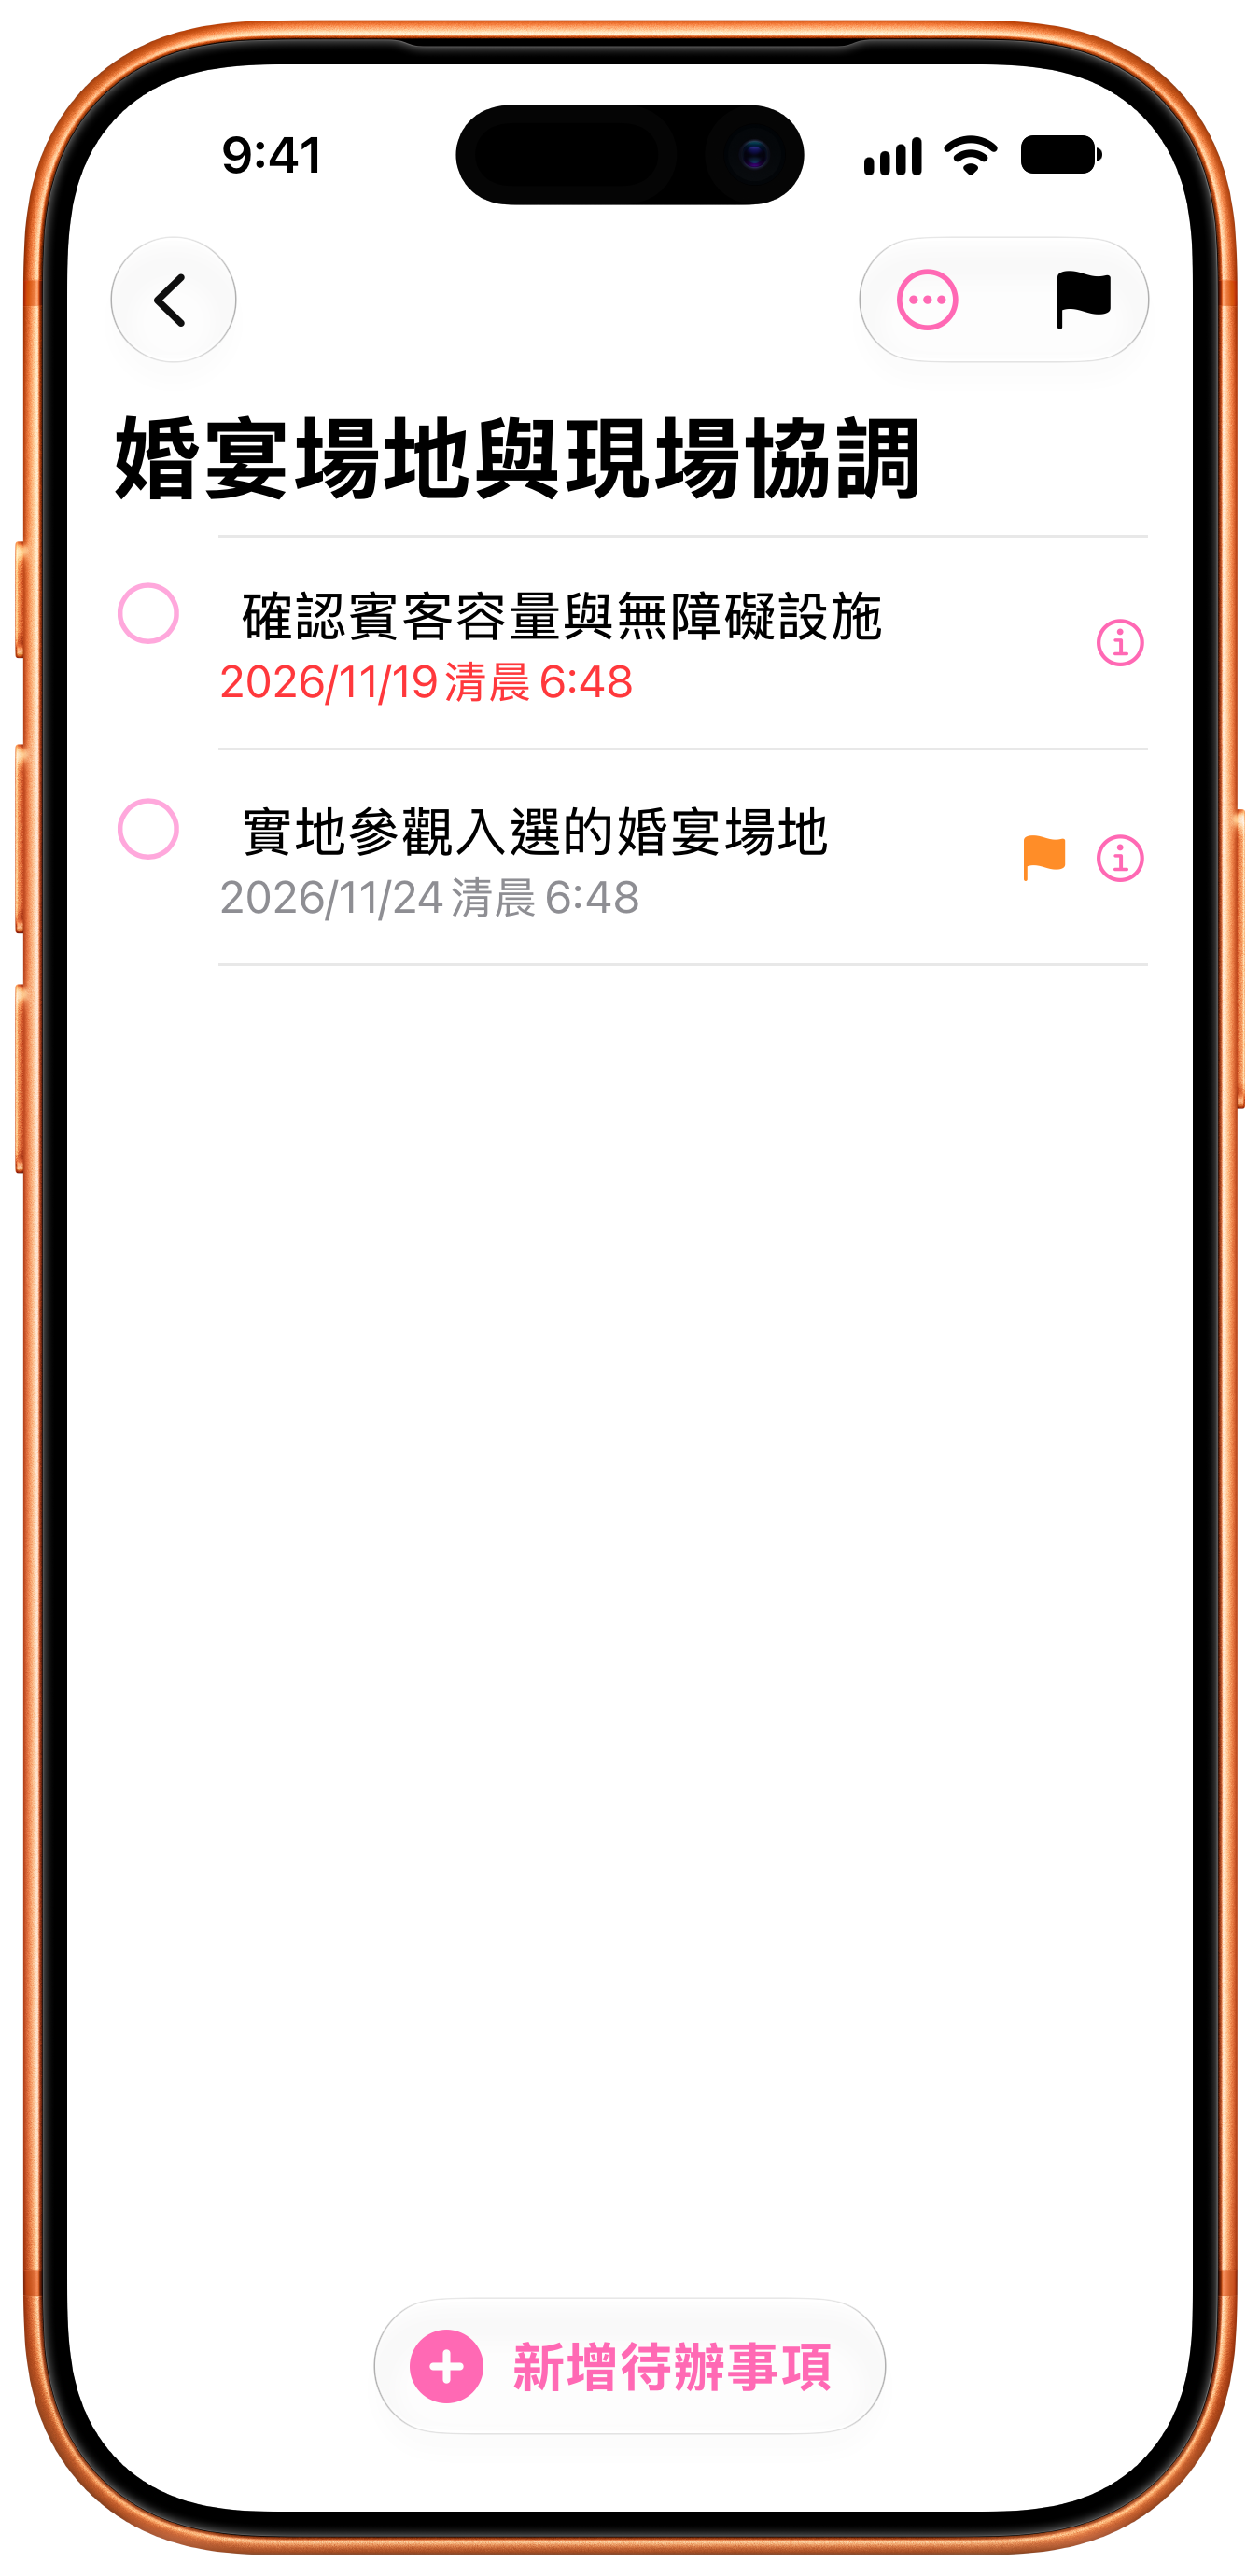 9:41
婚宴場地與現場協調
確認賓客容量與無障礙設施
2026/11/19 清晨 6:48
實地參觀入選的婚宴場地
2026/11/24 清晨 6:48
新增待辦事項